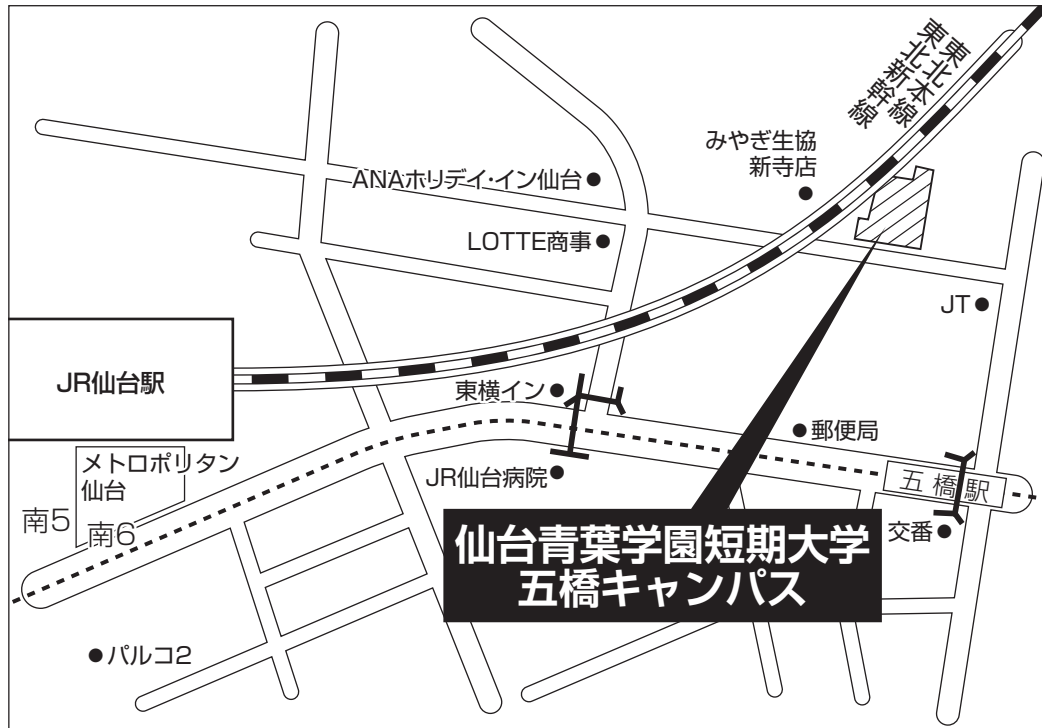 東北本線
東北新幹線
みやぎ生協
新寺店
ANAホリデイ・イン仙台
LOTTE商事
JT
JR仙台駅
東横イン
郵便局
メトロポリタン
仙台
JR仙台病院
五橋駅
南5
南6
交番
仙台青葉学園短期大学
五橋キャンパス
パルコ2